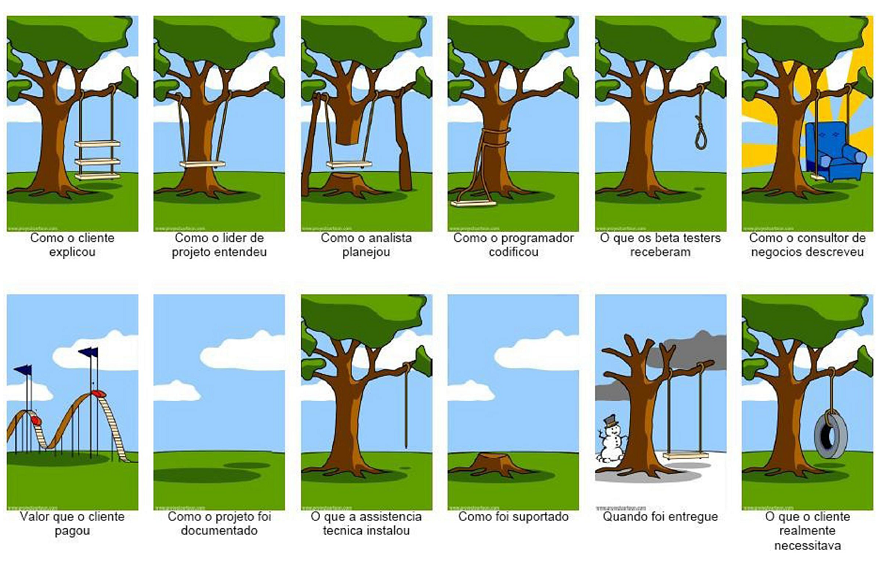 Como o cliente
explicou
Como o lider de
projeto entendeu
Como o analista
planejou
Como o programador
codificou
O que os beta testers
receberam
Como o consultor de
negocios descreveu
Valor que o cliente
pagou
Como o projeto foi
documentado
O que a assistencia
tecnica instalou
Como foi suportado
Quando foi entregue
O que o cliente
realmente
necessitava